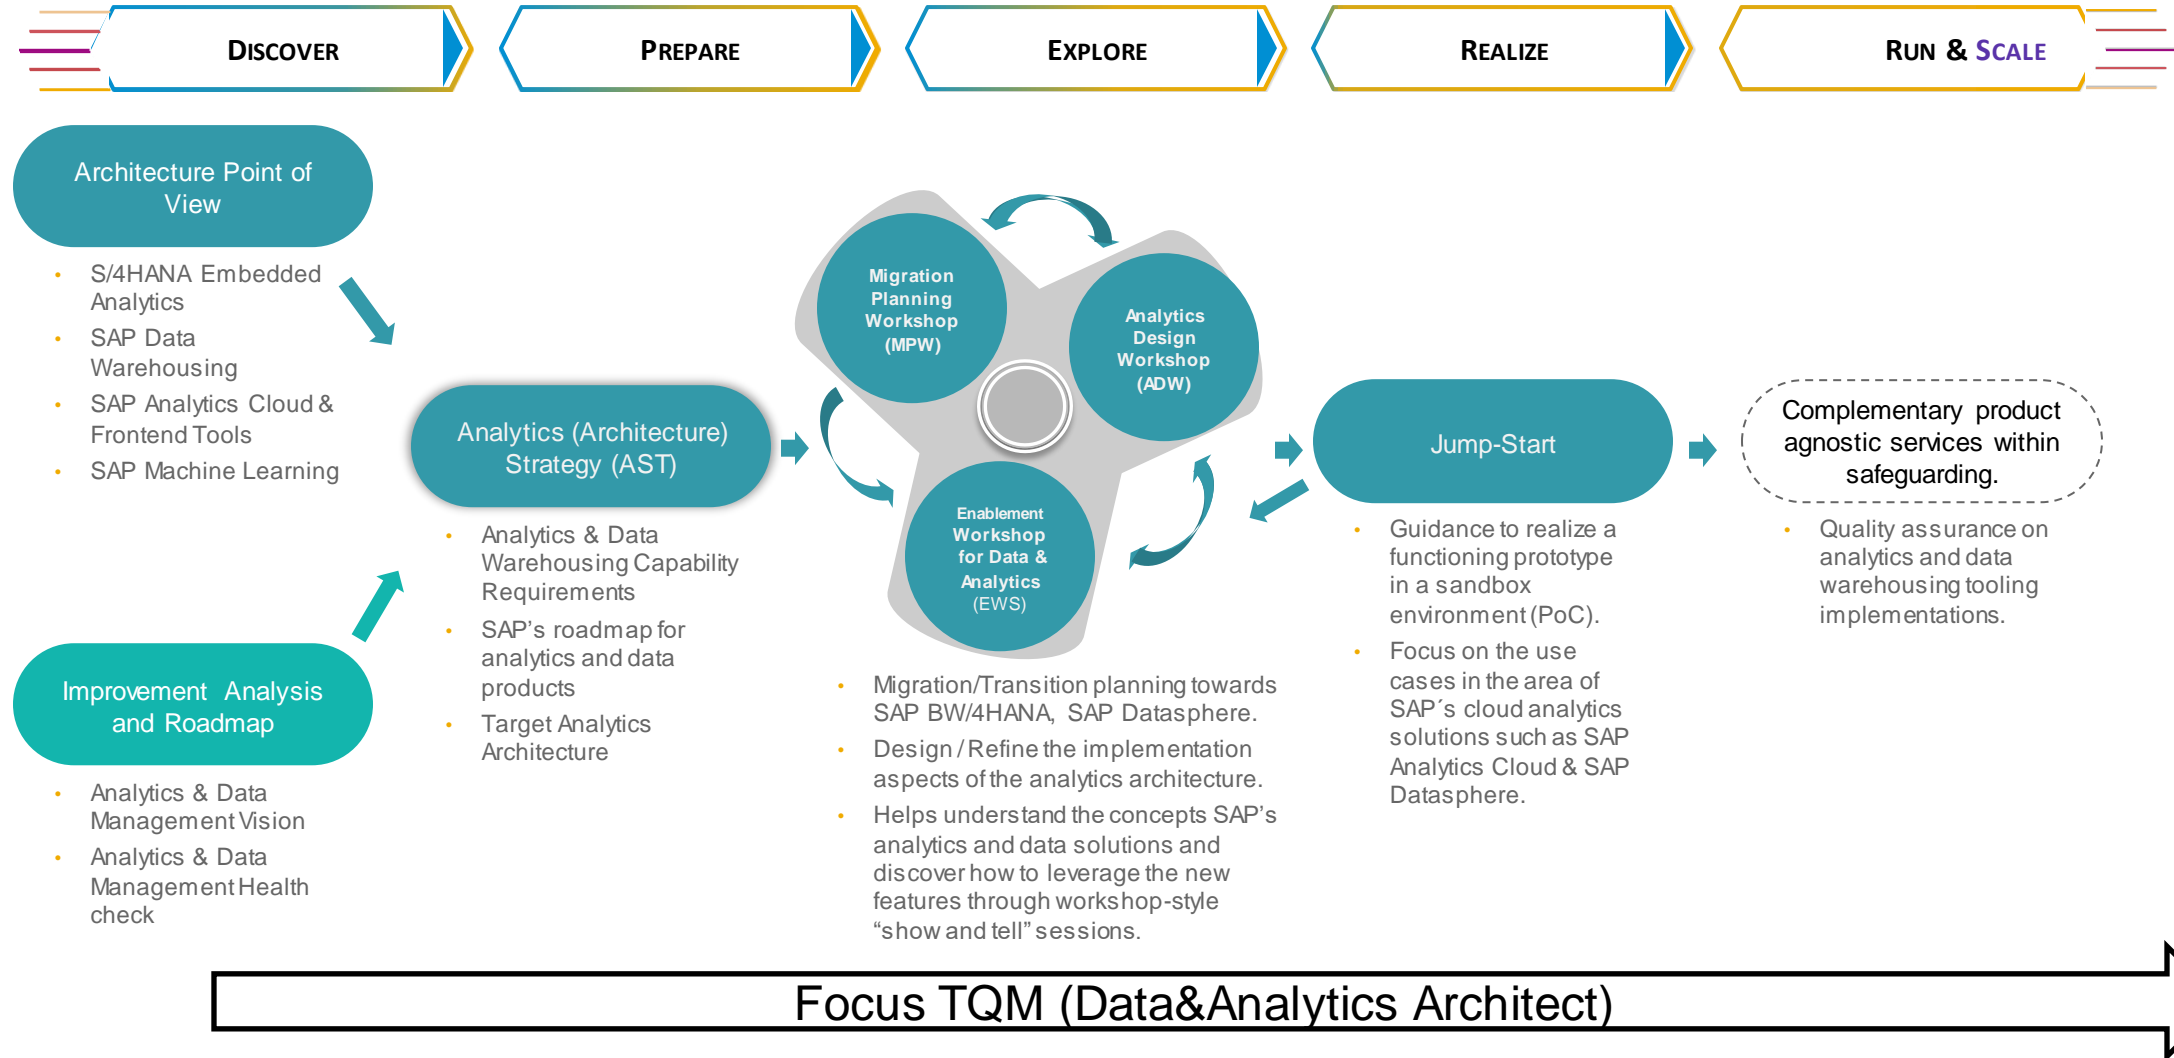 DISCOVER
PREPARE
EXPLORE
REALIZE
RUN & SCALE
Architecture Point of
View
• S/4HANA Embedded
Analytics
• SAP Data
Warehousing
• SAP Analytics Cloud &
Frontend Tools
• SAP Machine Learning
Improvement Analysis
and Roadmap
• Analytics & Data
Management Vision
• Analytics & Data
Management Health
check
Analytics (Architecture)
Strategy (AST)
• Analytics & Data
Warehousing Capability
Requirements
• SAP’s roadmap for
analytics and data
products
• Target Analytics
Architecture
Migration
Planning
Workshop
(MPW)
Analytics
Design
Workshop
(ADW)
Enablement
Workshop
for Data &
Analytics
(EWS)
• Migration/Transition planning towards
SAP BW/4HANA, SAP Datasphere.
• Design / Refine the implementation
aspects of the analytics architecture.
• Helps understand the concepts SAP’s
analytics and data solutions and
discover how to leverage the new
features through workshop-style
“show and tell” sessions.
Jump-Start
• Guidance to realize a
functioning prototype
in a sandbox
environment (PoC).
• Focus on the use
cases in the area of
SAP´s cloud analytics
solutions such as SAP
Analytics Cloud & SAP
Datasphere.
Complementary product
agnostic services within
safeguarding.
• Quality assurance on
analytics and data
warehousing tooling
implementations.
Focus TQM (Data&Analytics Architect)